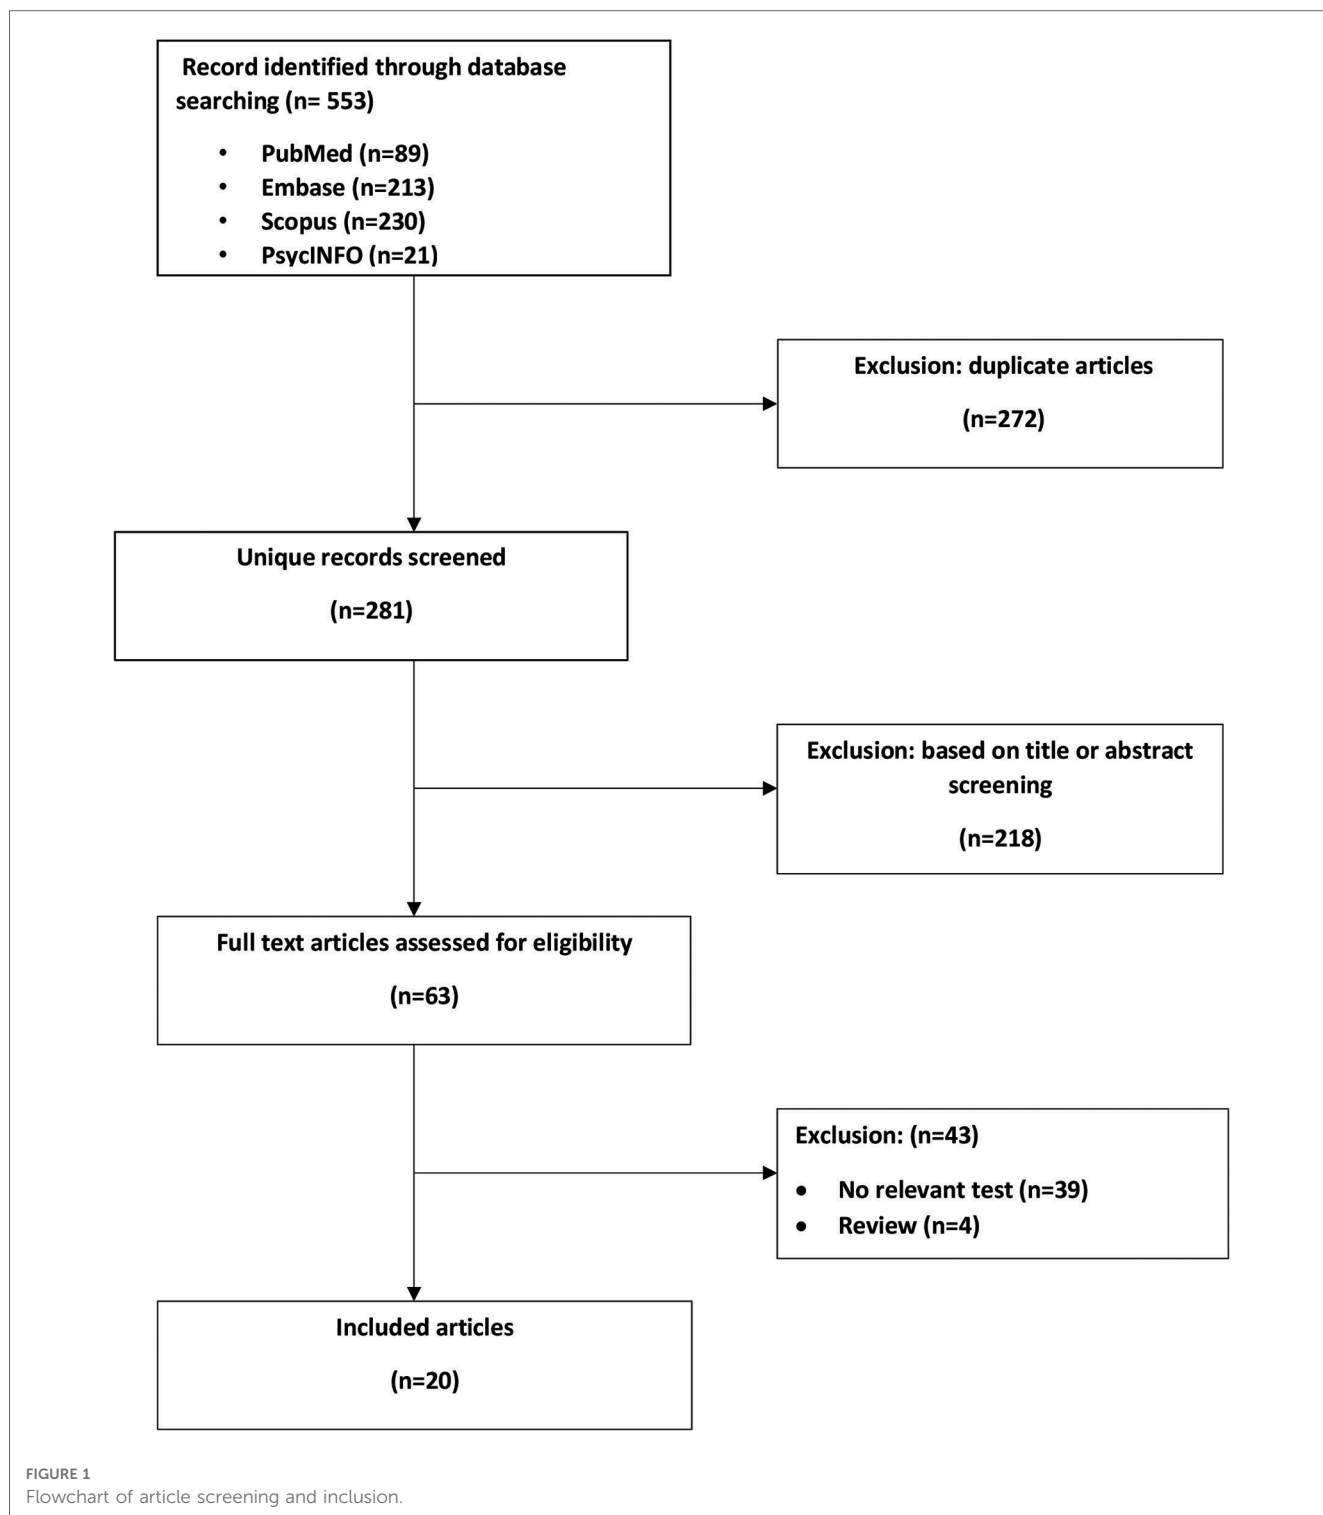 Record identified through database
searching (n= 553)
• PubMed (n=89)
• Embase (n=213)
• Scopus (n=230)
• PsycINFO (n=21)
Exclusion: duplicate articles
(n=272)
Unique records screened
(n=281)
Exclusion: based on title or abstract
screening
(n=218)
Full text articles assessed for eligibility
(n=63)
Exclusion: (n=43)
• No relevant test (n=39)
• Review (n=4)
Included articles
(n=20)
FIGURE 1
Flowchart of article screening and inclusion.